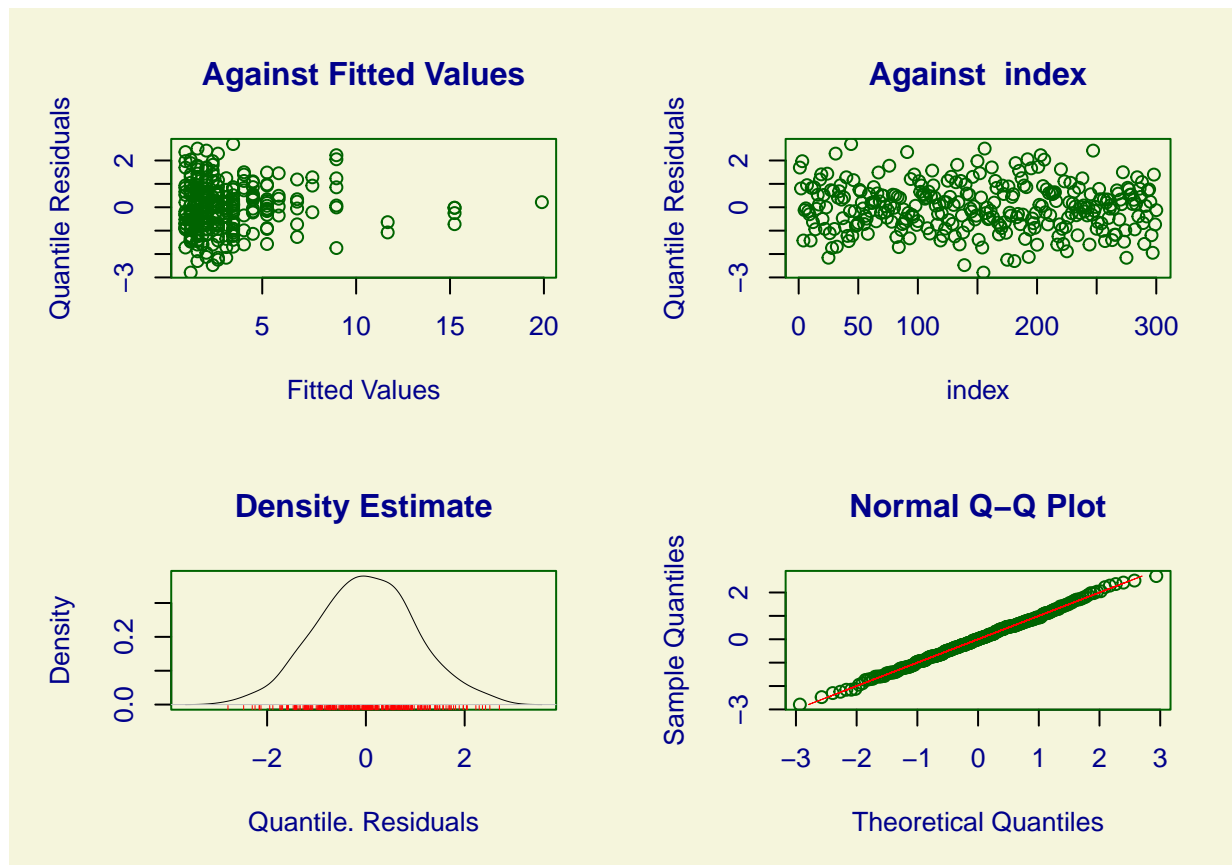 Against Fitted Values
Quantile Residuals
−3 0 2
5 10 15 20
Fitted Values
Against  index
Quantile Residuals
−3 0 2
0 50 100 200 300
index
Density Estimate
Density
0.0 0.2
−2 0 2
Quantile. Residuals
Normal Q−Q Plot
Sample Quantiles
−3 0 2
−3 −2 −1 0 1 2 3
Theoretical Quantiles